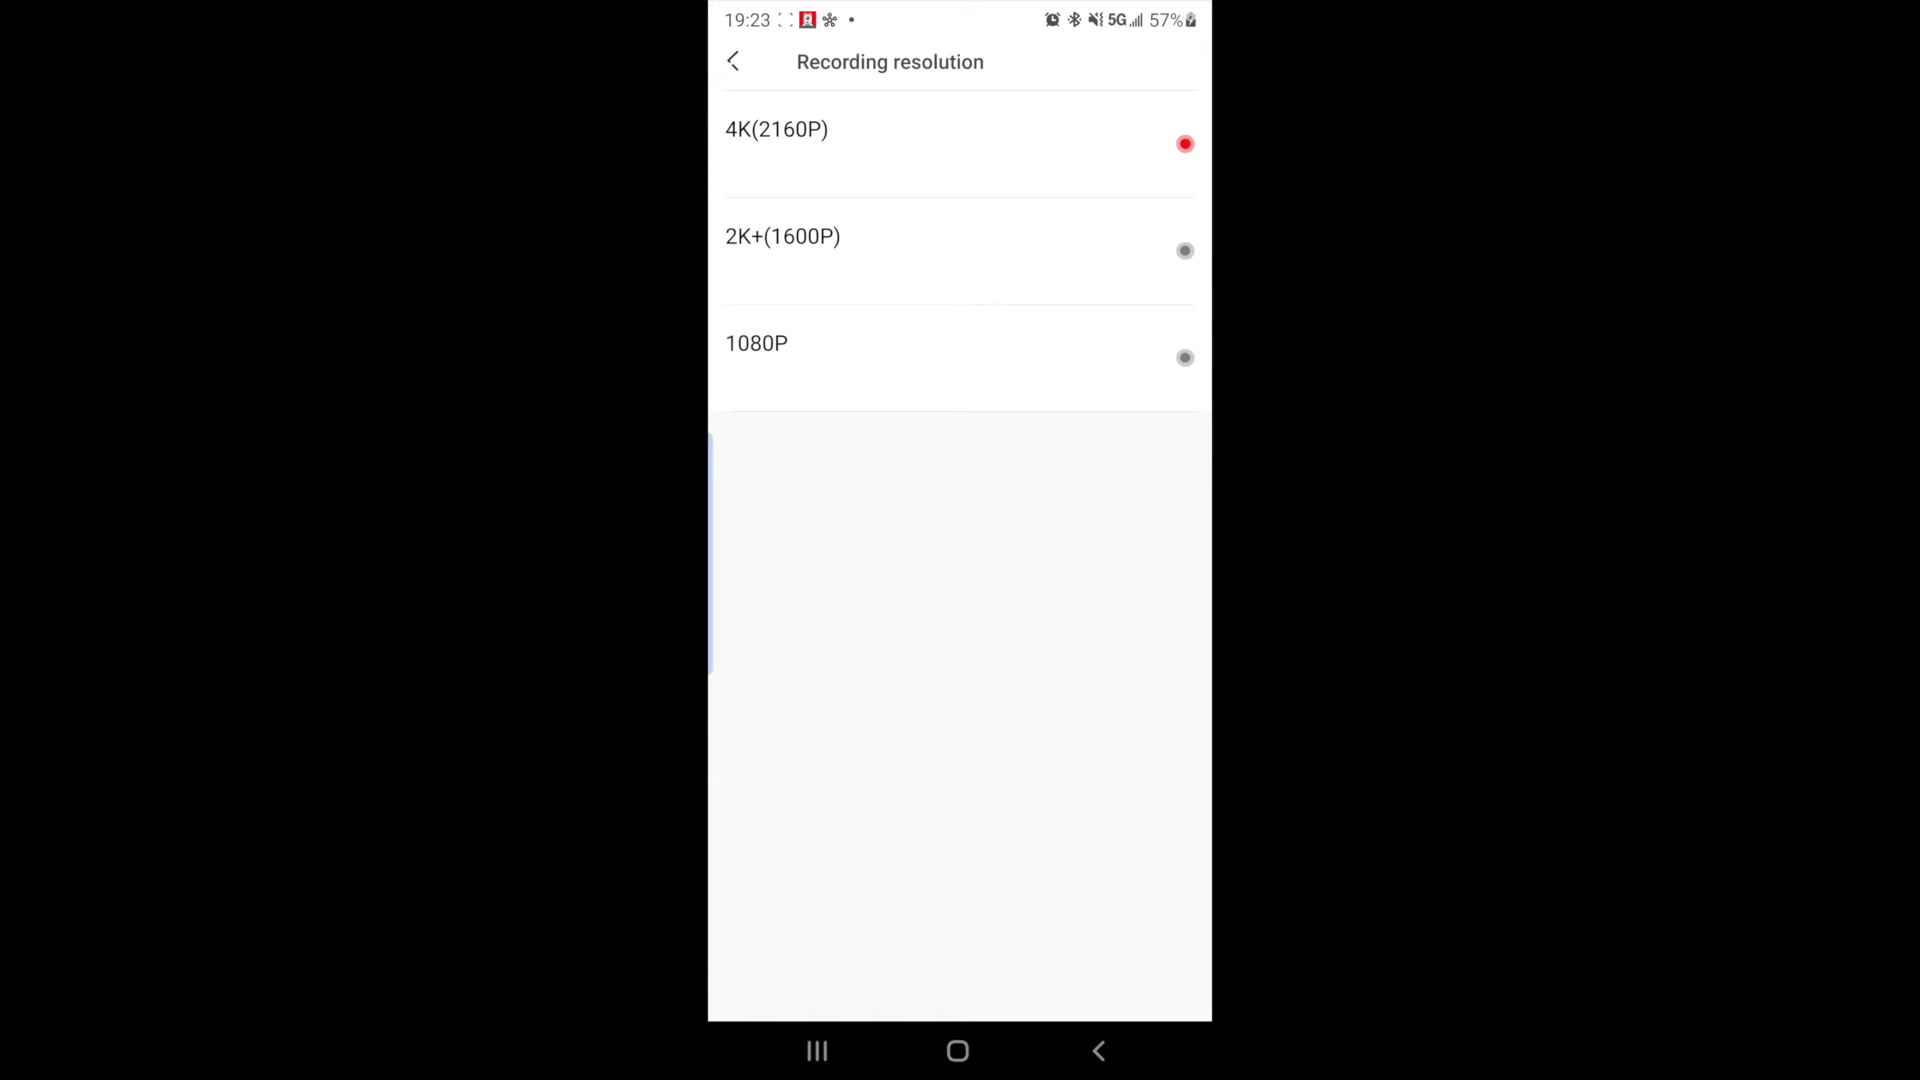 19:23 5G 57%
Recording resolution
4K(2160P)
2K+(1600P)
1080P